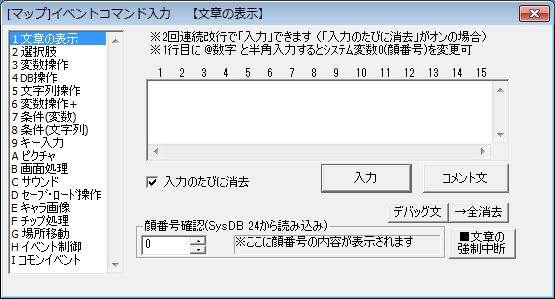 [マップ]イベントコマンド入力　【文章の表示】
1 文章の表示
2 選択肢
3 変数操作
4 DB操作
5 文字列操作
6 変数操作+
7 条件(変数)
8 条件(文字列)
9 キー入力
A ピクチャ
B 画面処理
C サウンド
D セーブ・ロード操作
E キャラ画像
F チップ処理
G 場所移動
H イベント制御
I コモンイベント
※2回連続改行で「入力」できます（「入力のたびに消去」がオンの場合）
※1行目に @数字 と半角入力するとシステム変数0(顔番号)を変更可
1 2 3 4 5 6 7 8 9 10 11 12 13 14 15
入力のたびに消去
入力
コメント文
デバッグ文
→全消去
顔番号確認(SysDB 24から読み込み)
0
※ここに顔番号の内容が表示されます
■文章の
強制中断